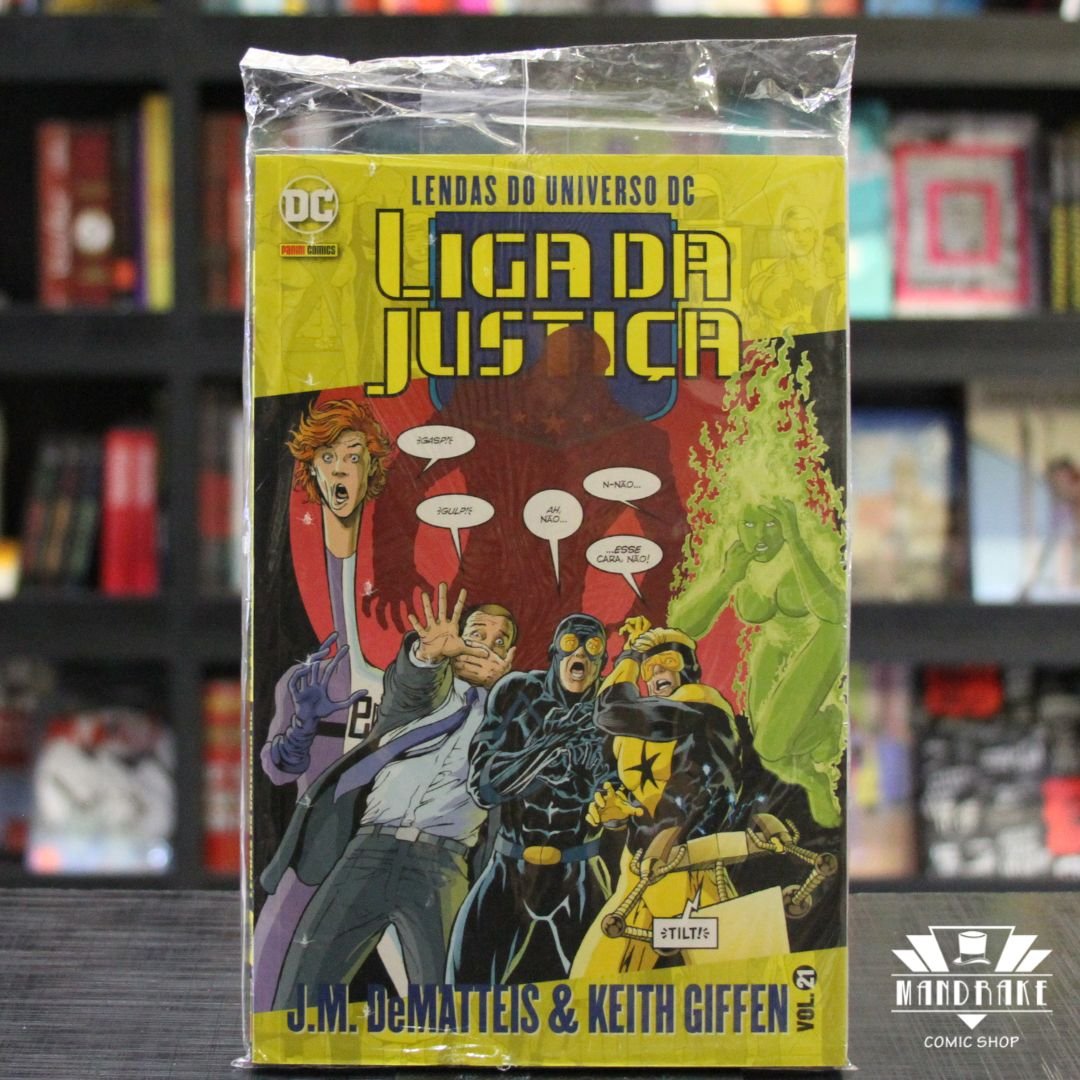 DC
PANINI COMICS
LENDAS DO UNIVERSO DC
LIGA DA
JUSTIÇA
GASP!
GULP!
AH,
NÃO...
N-NÃO...
...ESSE
CARA, NÃO!
TILT!
J.M. DeMATTEIS & KEITH GIFFEN
VOL. 21
MANDRAKE
COMIC SHOP